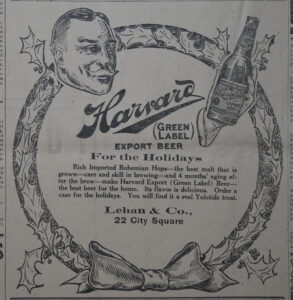 Harvard
GREEN
LABEL
EXPORT BEER
For the Holidays
Rich Imported Bohemian Hops—the best malt that is
grown—care and skill in brewing—and 4 months' aging af-
ter the brew—make Harvard Export (Green Label) Beer—
the best beer for the home. Its flavor is delicious. Order a
case for the holidays. You will find it a real Yuletide treat.
Lehan & Co.,
22 City Square